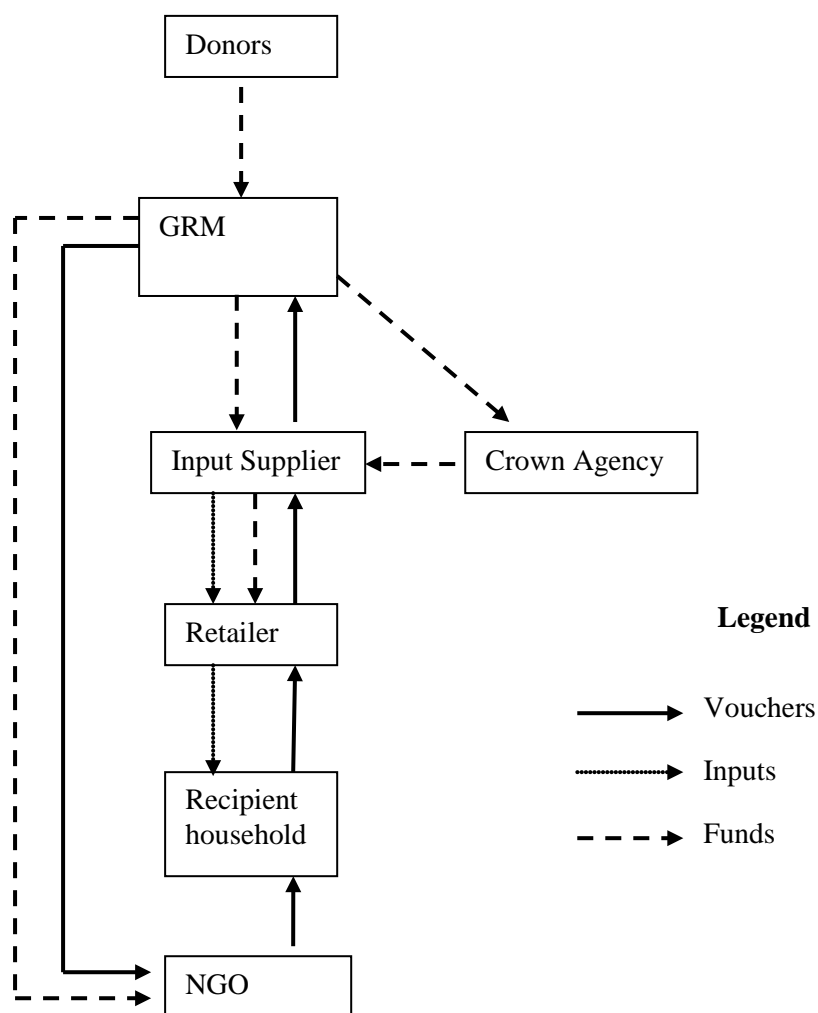 Donors
GRM
Input Supplier
Crown Agency
Retailer
Legend
Vouchers
Recipient
household
Inputs
Funds
NGO